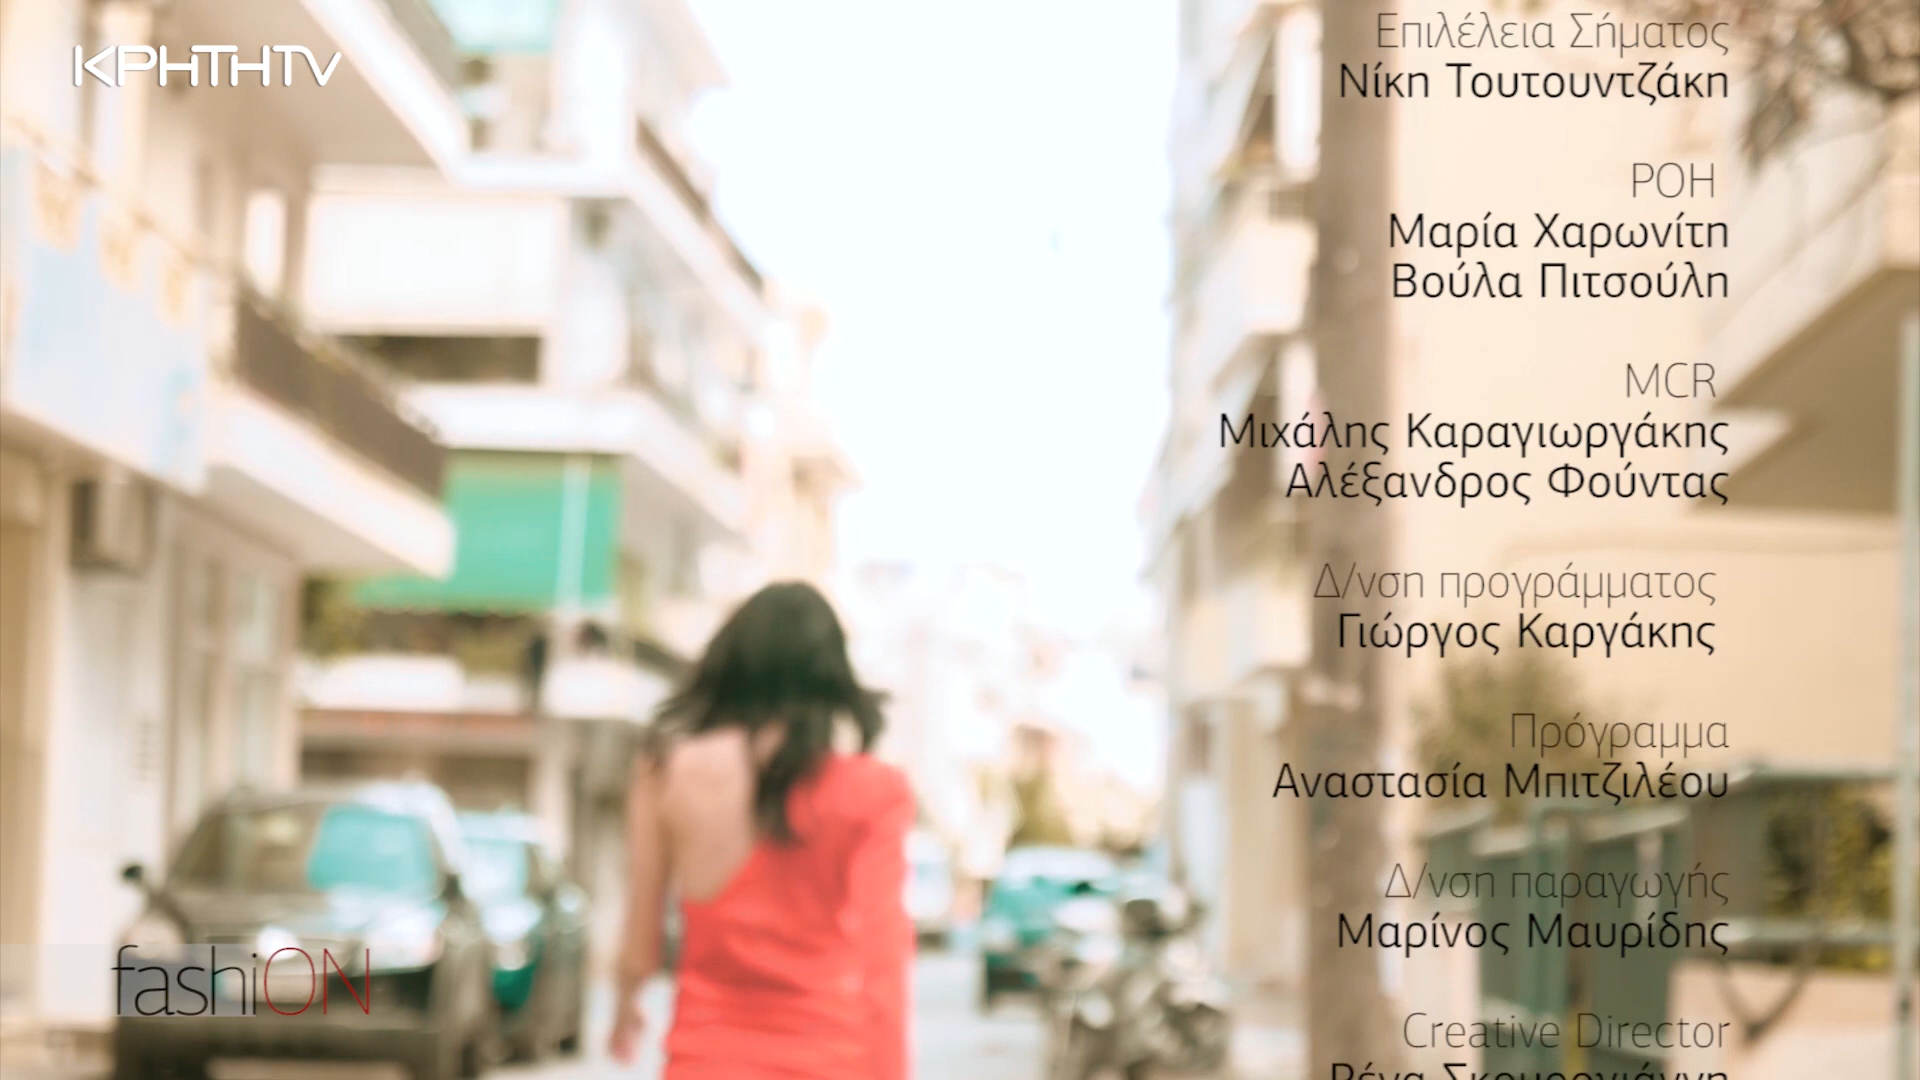 ΚΡΗΤΗTV
Επιλέλεια Σήματος
Νίκη Τουτουντζάκη
ΡΟΗ
Μαρία Χαρωνίτη
Βούλα Πιτσούλη
MCR
Μιχάλης Καραγιωργάκης
Αλέξανδρος Φούντας
Δ/νση προγράμματος
Γιώργος Καργάκης
Πρόγραμμα
Αναστασία Μπιτζιλέου
Δ/νση παραγωγής
Μαρίνος Μαυρίδης
fashiON
Creative Director